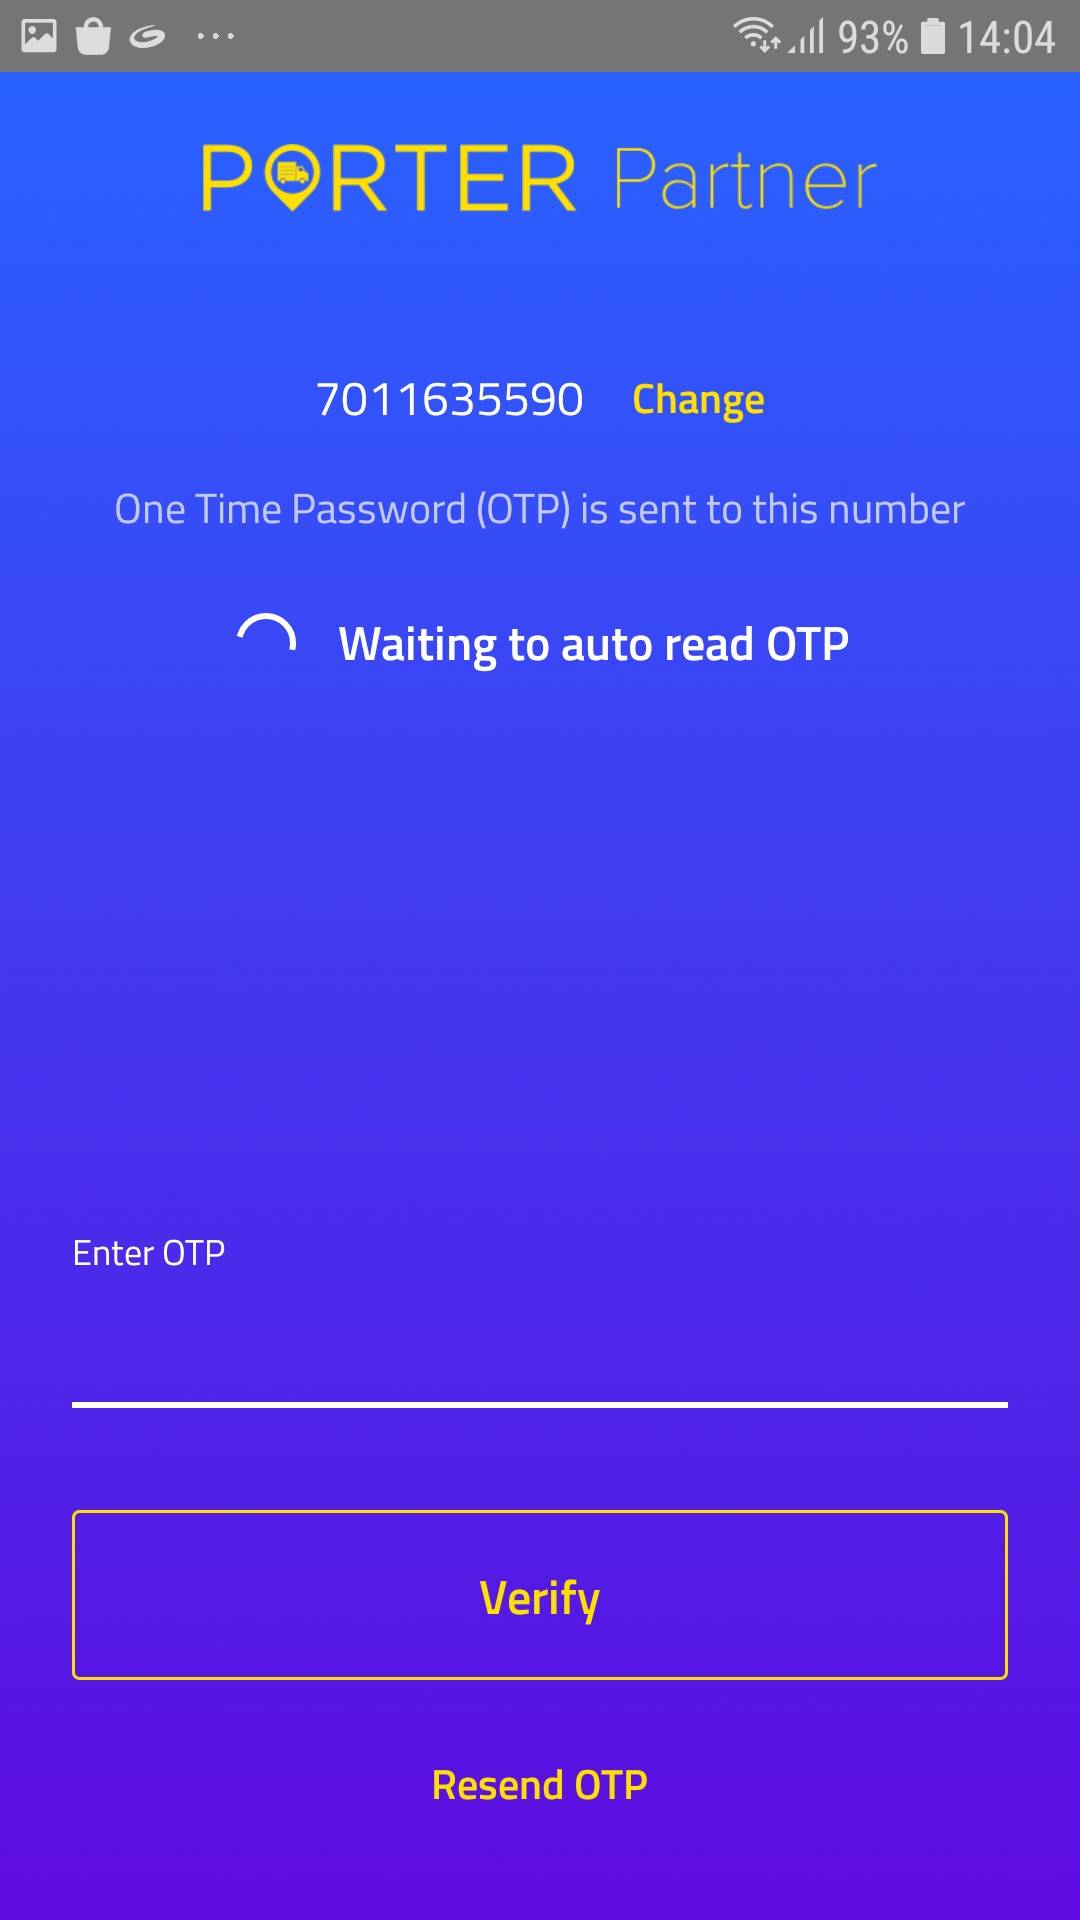 93% 14:04
PORTER Partner
7011635590 Change
One Time Password (OTP) is sent to this number
Waiting to auto read OTP
Enter OTP
Verify
Resend OTP